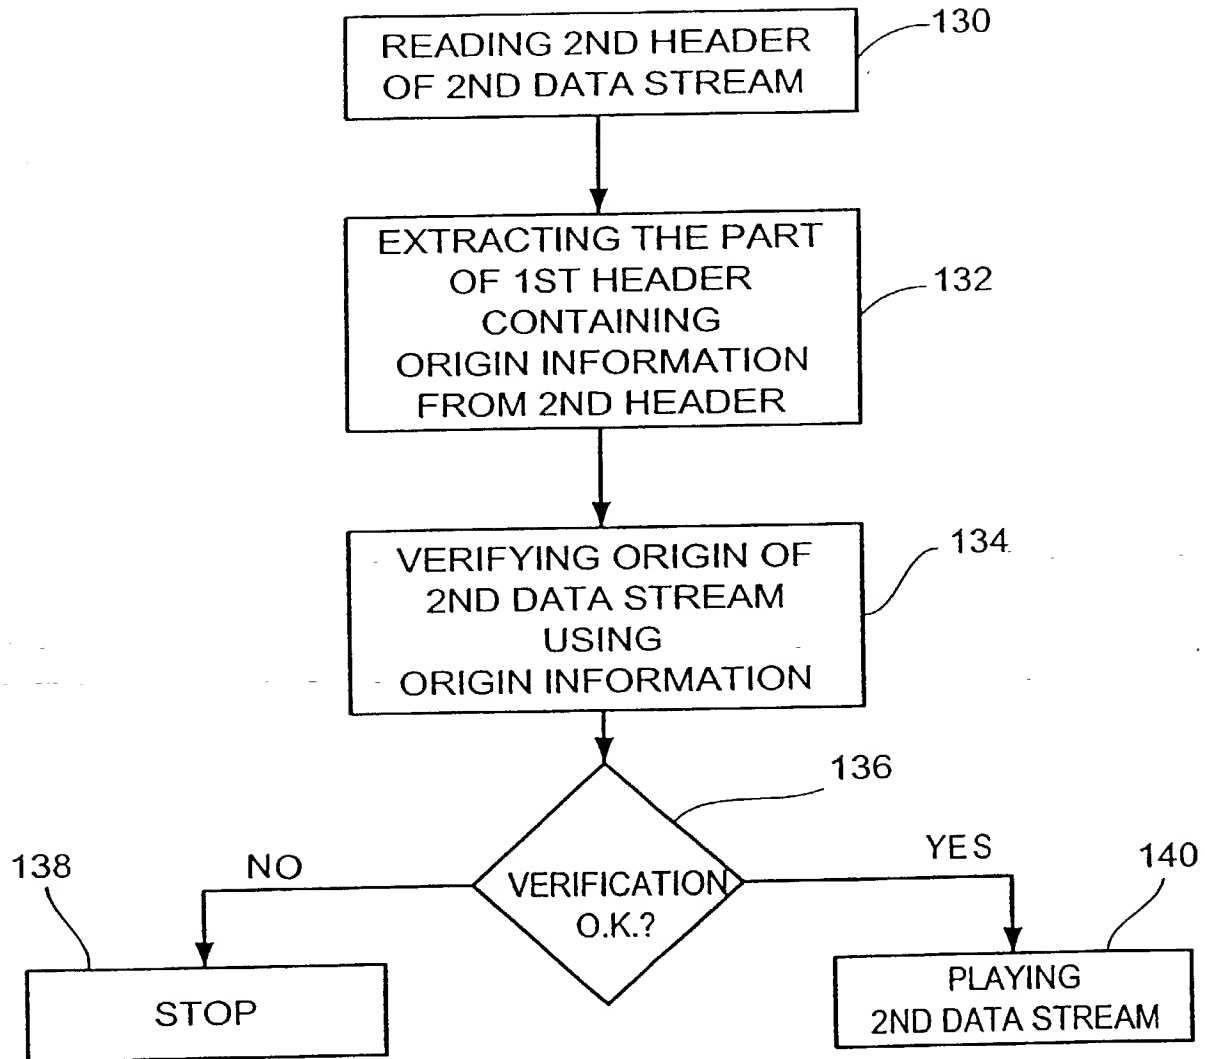 READING 2ND HEADER
OF 2ND DATA STREAM
130
EXTRACTING THE PART
OF 1ST HEADER
CONTAINING
ORIGIN INFORMATION
FROM 2ND HEADER
132
VERIFYING ORIGIN OF
2ND DATA STREAM
USING
ORIGIN INFORMATION
134
136
VERIFICATION
O.K.?
NO
138
STOP
YES
140
PLAYING
2ND DATA STREAM